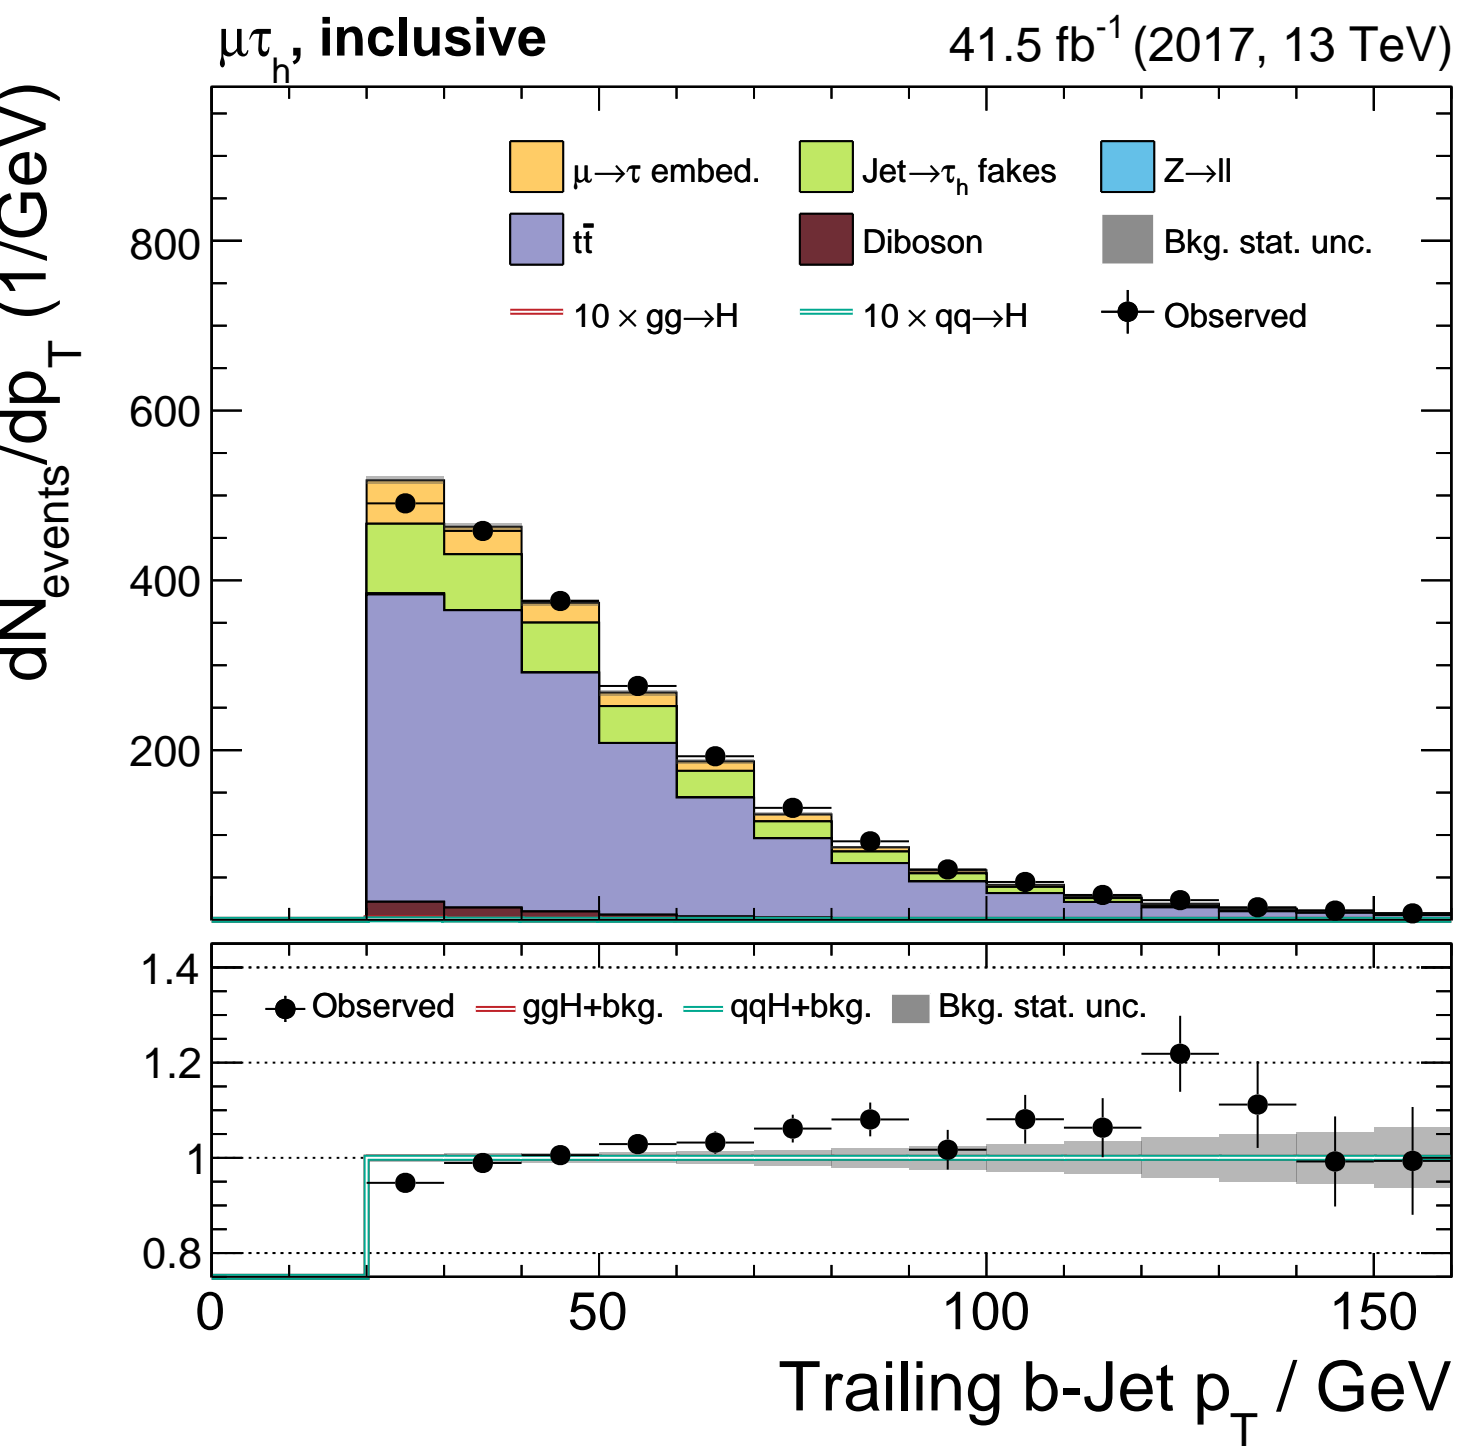 μτh, inclusive
41.5 fb-1 (2017, 13 TeV)
dNevents/dpT (1/GeV)
μ→τ embed.
Jet→τh fakes
Z→ll
tt̄
Diboson
Bkg. stat. unc.
10 × gg→H
10 × qq→H
Observed
800
600
400
200
1.4
Observed
ggH+bkg.
qqH+bkg.
Bkg. stat. unc.
1.2
1
0.8
0
50
100
150
Trailing b-Jet pT / GeV